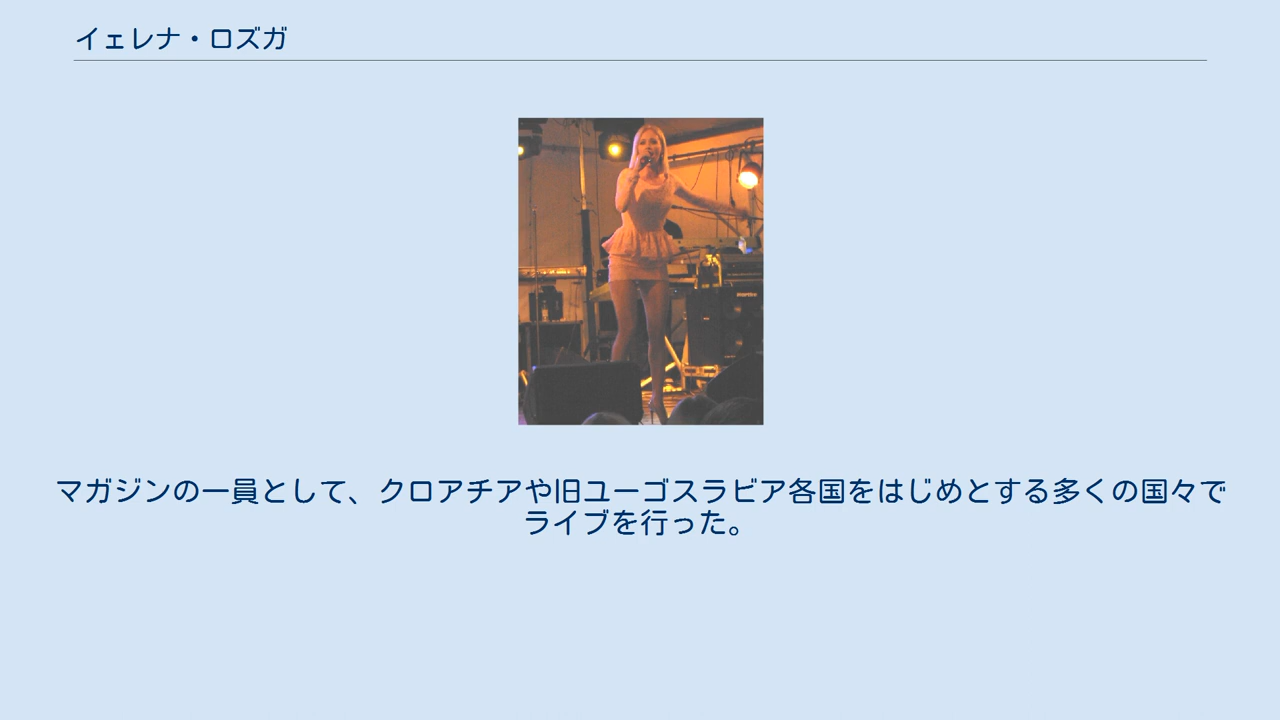 イェレナ・ロズガ
マガジンの一員として、クロアチアや旧ユーゴスラビア各国をはじめとする多くの国々で
ライブを行った。